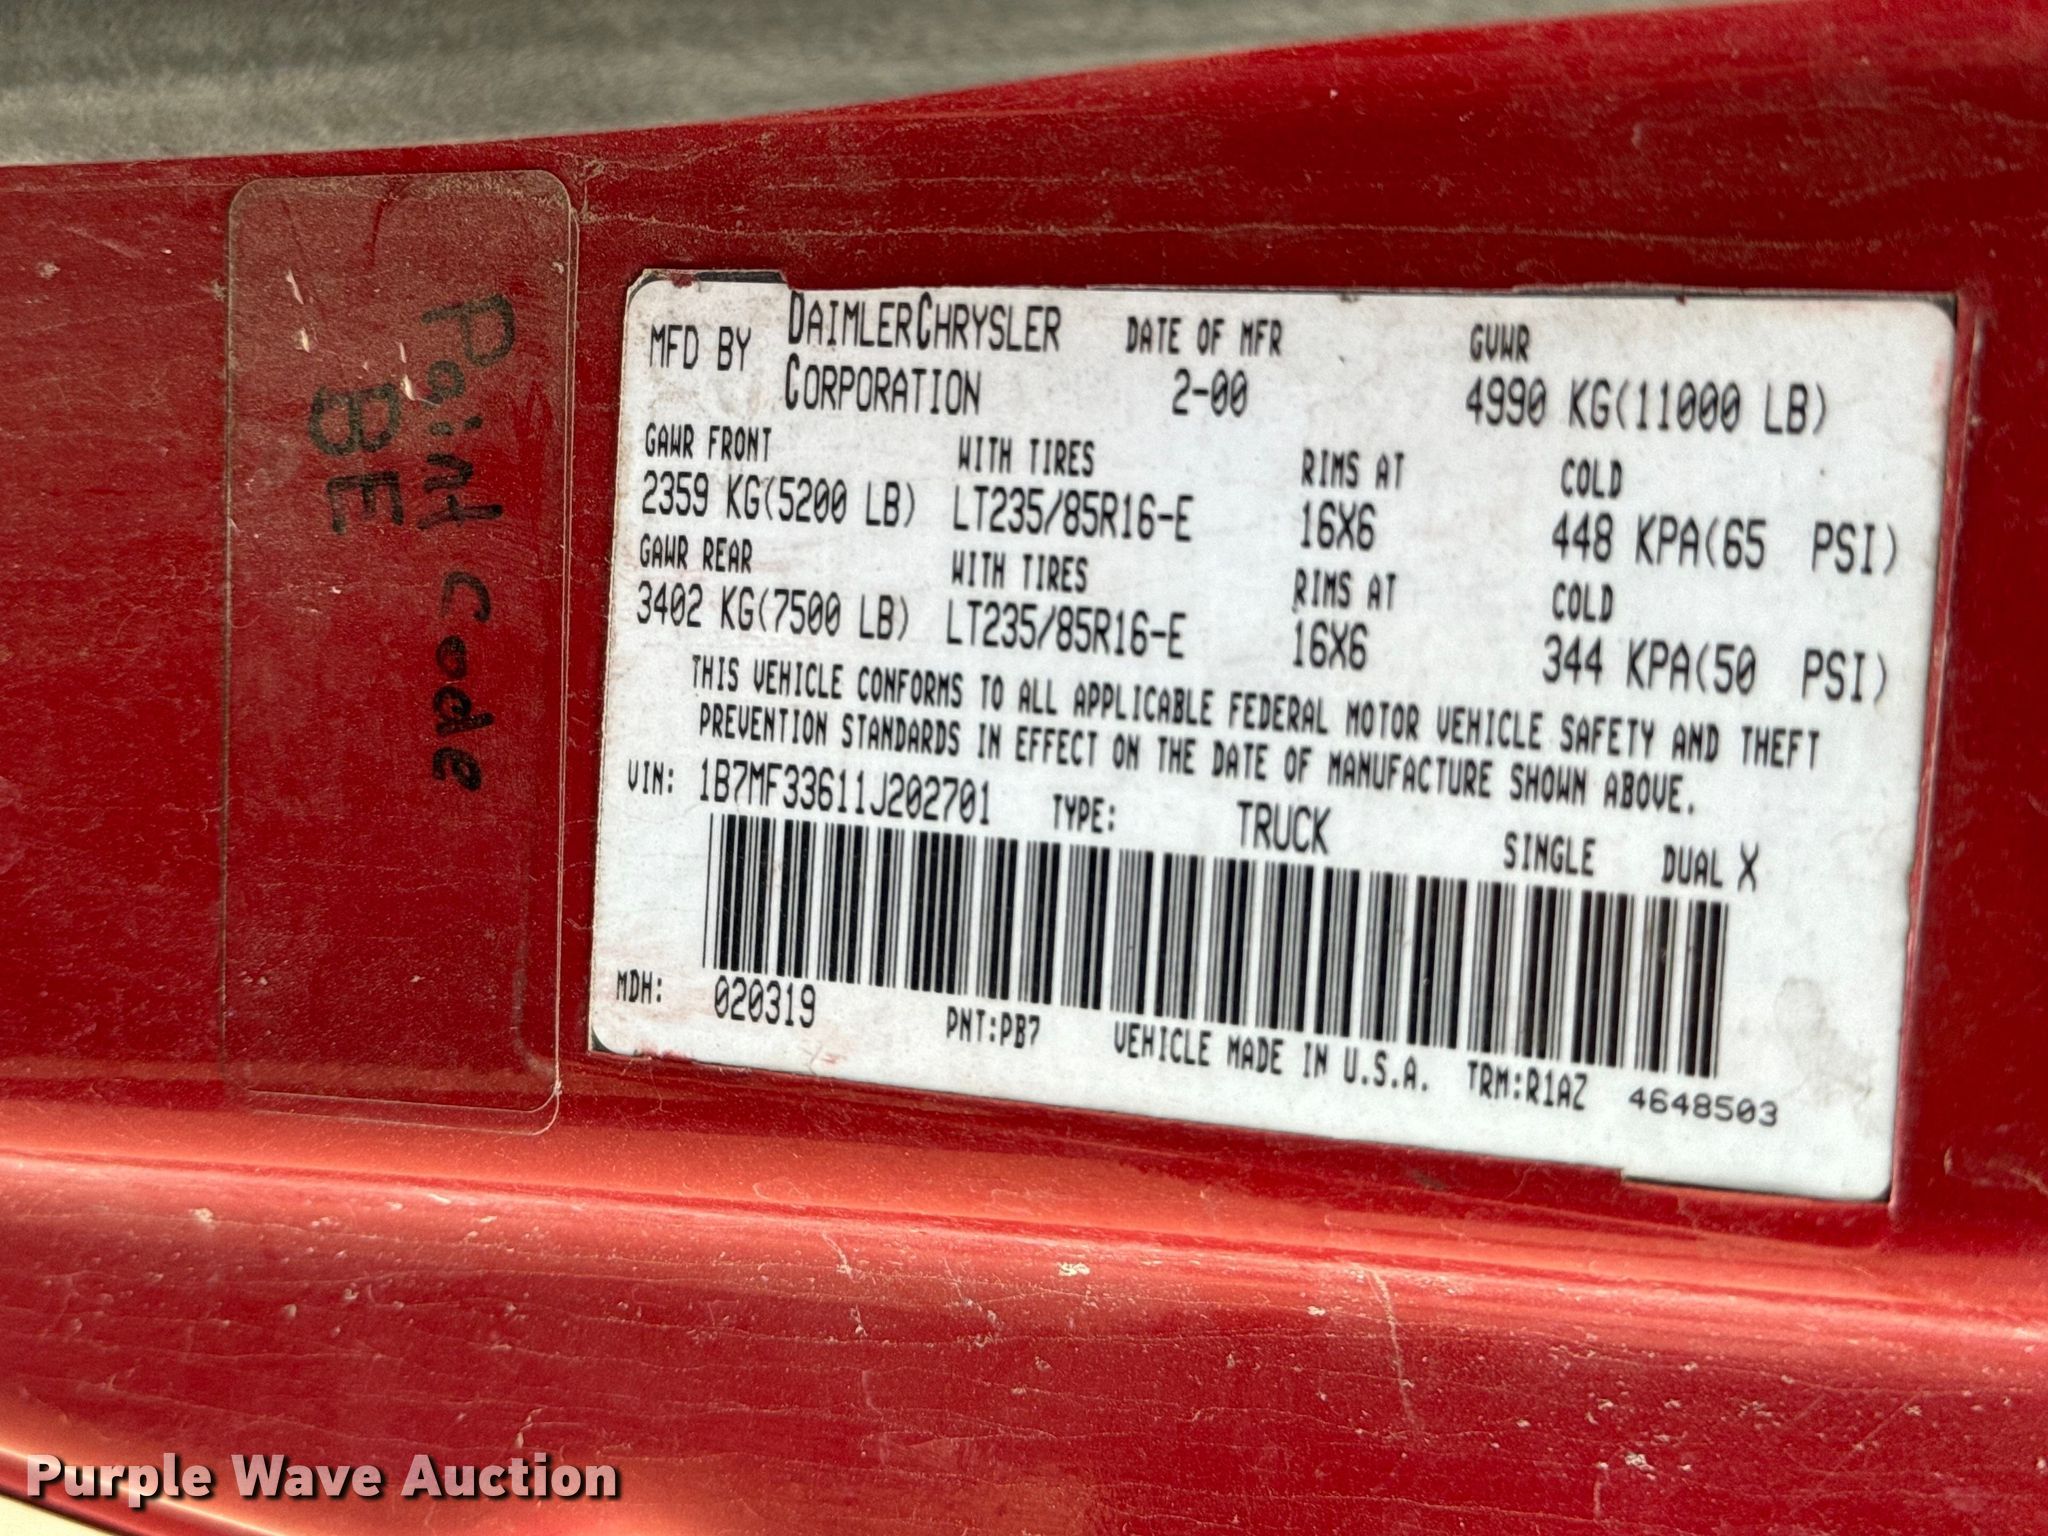 Paint code
BE
MFD BY DAIMLERCHRYSLER CORPORATION DATE OF MFR 2-00 GVWR 4990 KG(11000 LB)
GAWR FRONT WITH TIRES RIMS AT COLD
2359 KG(5200 LB) LT235/85R16-E 16X6 448 KPA(65 PSI)
GAWR REAR WITH TIRES RIMS AT COLD
3402 KG(7500 LB) LT235/85R16-E 16X6 344 KPA(50 PSI)
THIS VEHICLE CONFORMS TO ALL APPLICABLE FEDERAL MOTOR VEHICLE SAFETY AND THEFT
PREVENTION STANDARDS IN EFFECT ON THE DATE OF MANUFACTURE SHOWN ABOVE.
VIN: 1B7MF33611J202701 TYPE: TRUCK SINGLE DUAL X
MDH: 020319 PNT:PB7 VEHICLE MADE IN U.S.A. TRM:R1AZ 4648503
Purple Wave Auction